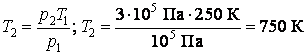 T₂ = p₂T₁ / p₁; T₂ = 3·10⁵ Па·250 К / 10⁵ Па = 750 К